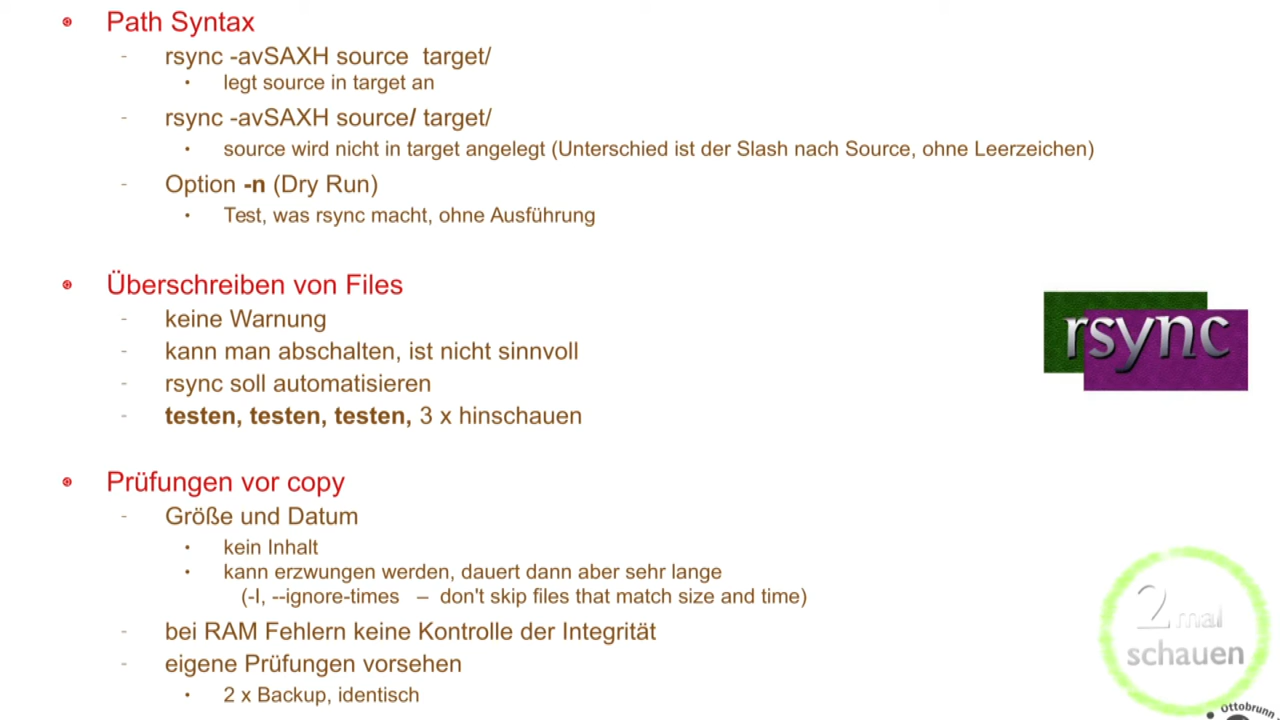 Path Syntax
- rsync -avSAXH source target/
• legt source in target an
- rsync -avSAXH source/ target/
• source wird nicht in target angelegt (Unterschied ist der Slash nach Source, ohne Leerzeichen)
- Option -n (Dry Run)
• Test, was rsync macht, ohne Ausführung
Überschreiben von Files
- keine Warnung
- kann man abschalten, ist nicht sinnvoll
- rsync soll automatisieren
- testen, testen, testen, 3 x hinschauen
rsync
Prüfungen vor copy
- Größe und Datum
• kein Inhalt
• kann erzwungen werden, dauert dann aber sehr lange
(-I, --ignore-times – don't skip files that match size and time)
- bei RAM Fehlern keine Kontrolle der Integrität
- eigene Prüfungen vorsehen
• 2 x Backup, identisch
2 mal
schauen
Ottobrunn